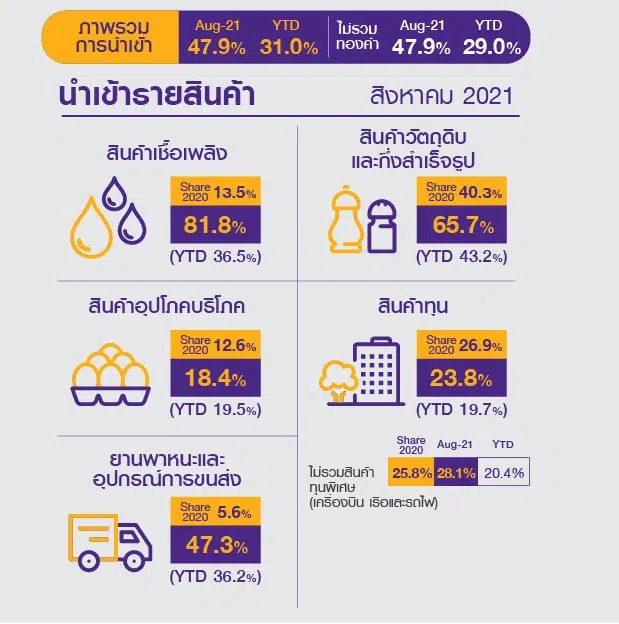 ภาพรวม
การนำเข้า
Aug-21 YTD
47.9% 31.0%
ไม่รวม
ทองคำ
Aug-21 YTD
47.9% 29.0%
นำเข้ารายสินค้า
สิงหาคม 2021
สินค้าเชื้อเพลิง
Share
2020 13.5%
81.8%
(YTD 36.5%)
สินค้าวัตถุดิบ
และกึ่งสำเร็จรูป
Share
2020 40.3%
65.7%
(YTD 43.2%)
สินค้าอุปโภคบริโภค
Share
2020 12.6%
18.4%
(YTD 19.5%)
สินค้าทุน
Share
2020 26.9%
23.8%
(YTD 19.7%)
Share
2020 Aug-21 YTD
ไม่รวมสินค้า
ทุนพิเศษ
(เครื่องบิน เรือและรถไฟ)
25.8% 28.1% 20.4%
ยานพาหนะและ
อุปกรณ์การขนส่ง
Share
2020 5.6%
47.3%
(YTD 36.2%)